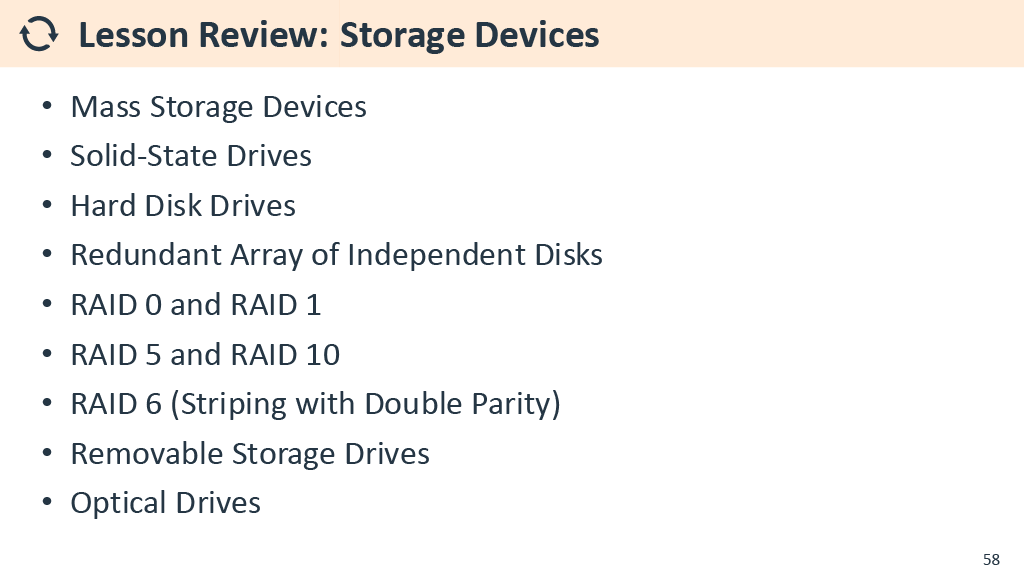 Lesson Review: Storage Devices
• Mass Storage Devices
• Solid-State Drives
• Hard Disk Drives
• Redundant Array of Independent Disks
• RAID 0 and RAID 1
• RAID 5 and RAID 10
• RAID 6 (Striping with Double Parity)
• Removable Storage Drives
• Optical Drives
58